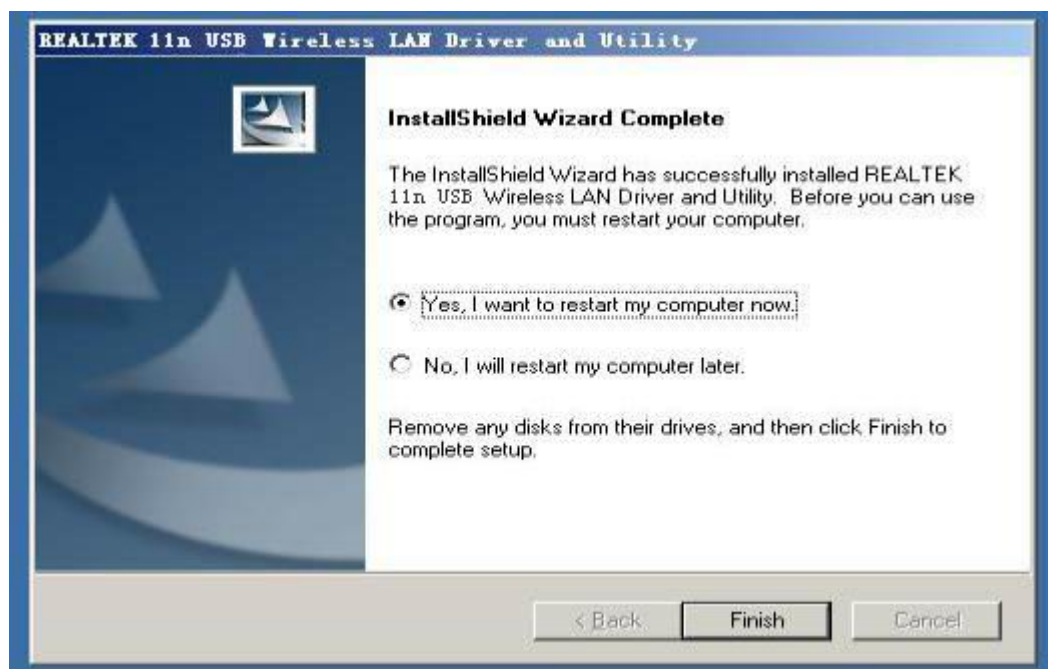 REALTEK 11n USB Wireless LAN Driver and Utility
InstallShield Wizard Complete
The InstallShield Wizard has successfully installed REALTEK
11n USB Wireless LAN Driver and Utility. Before you can use
the program, you must restart your computer.
Yes, I want to restart my computer now.
No, I will restart my computer later.
Remove any disks from their drives, and then click Finish to
complete setup.
< Back
Finish
Cancel